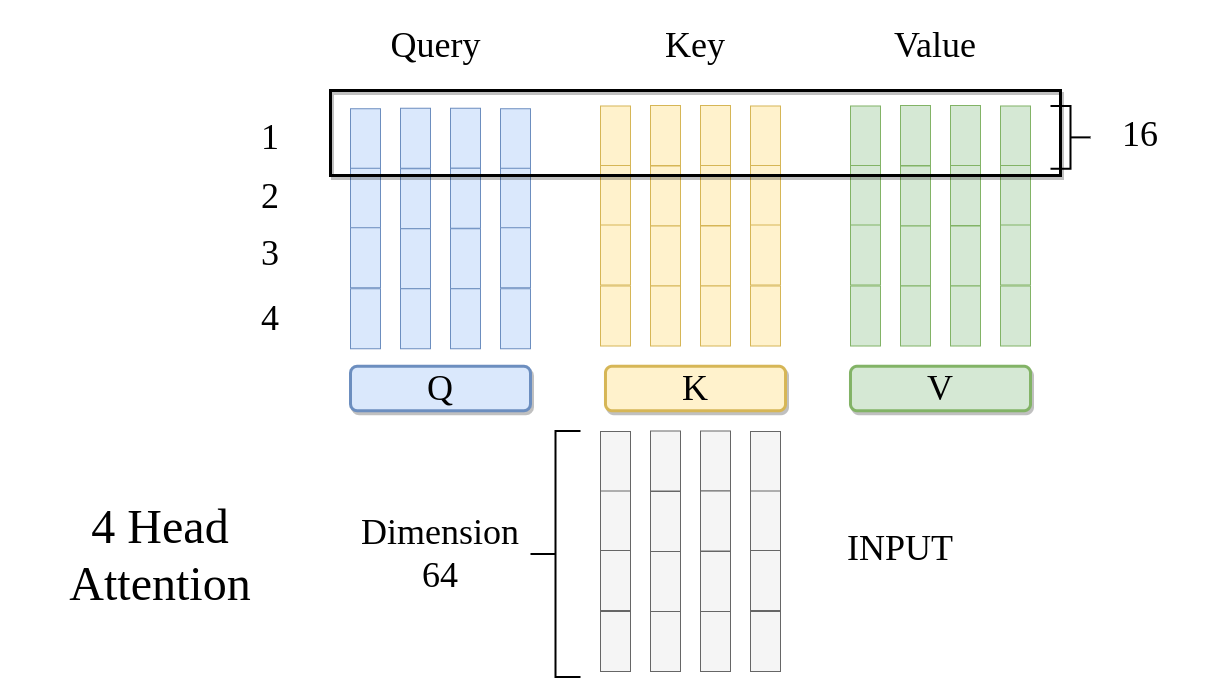 Query Key Value
1
16
2
3
4
Q K V
Dimension
64
INPUT
4 Head
Attention